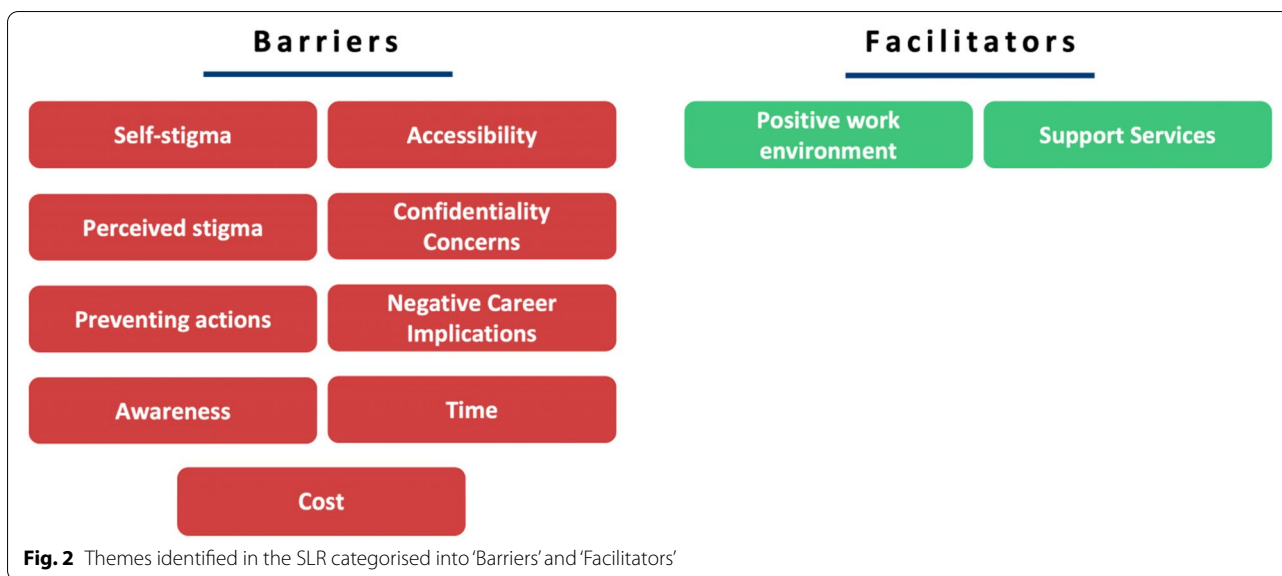 Barriers
Self-stigma
Accessibility
Perceived stigma
Confidentiality
Concerns
Preventing actions
Negative Career
Implications
Awareness
Time
Cost
Facilitators
Positive work
environment
Support Services
Fig. 2 Themes identified in the SLR categorised into ‘Barriers’ and ‘Facilitators’